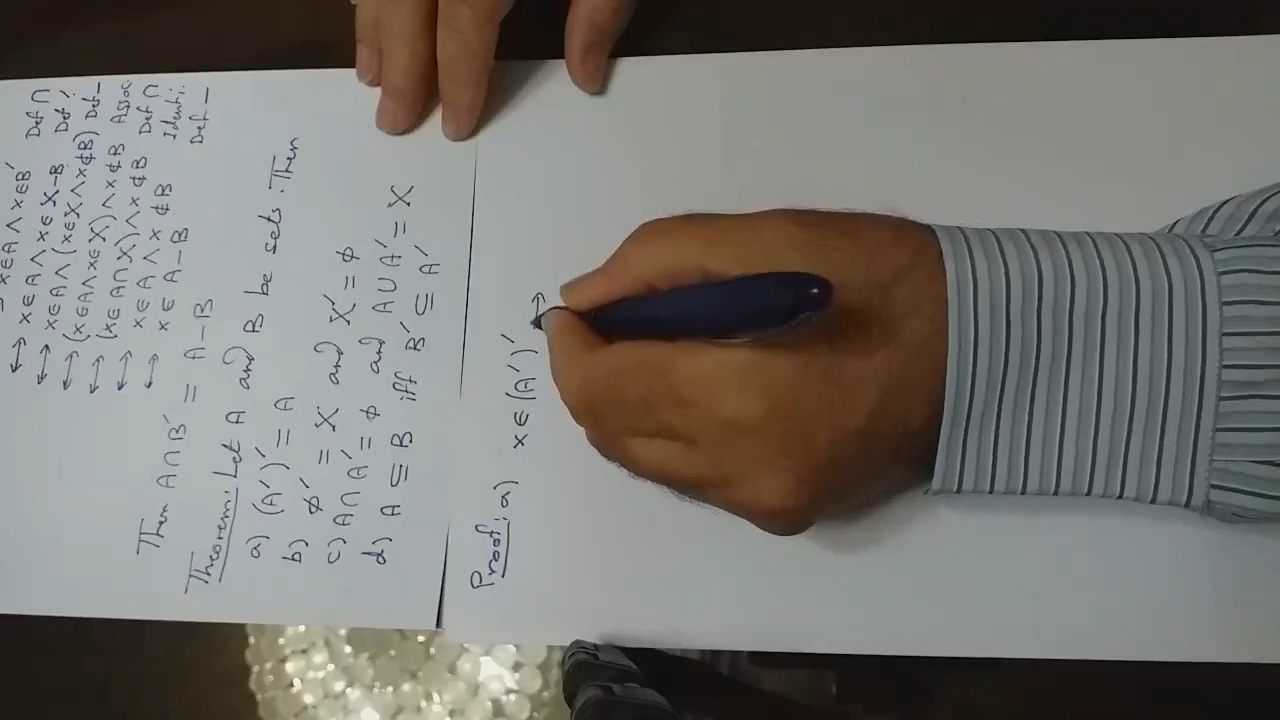 x∈A ∧ x∈B′ Def ∩
↔ x∈A ∧ x∈X−B Def ′
↔ x∈A ∧ (x∈X ∧ x∉B) Def −
↔ (x∈A ∧ x∈X) ∧ x∉B Assoc.
↔ (x∈A∩X) ∧ x∉B Def ∩
↔ x∈A ∧ x∉B Identi.
↔ x∈A−B Def −
Then A∩B′ = A−B
Theorem: Let A and B be sets. Then
a) (A′)′ = A
b) ϕ′ = X and X′ = ϕ
c) A∩A′ = ϕ and A∪A′ = X
d) A ⊆ B iff B′ ⊆ A′
Proof: a) x∈(A′)′ ↔